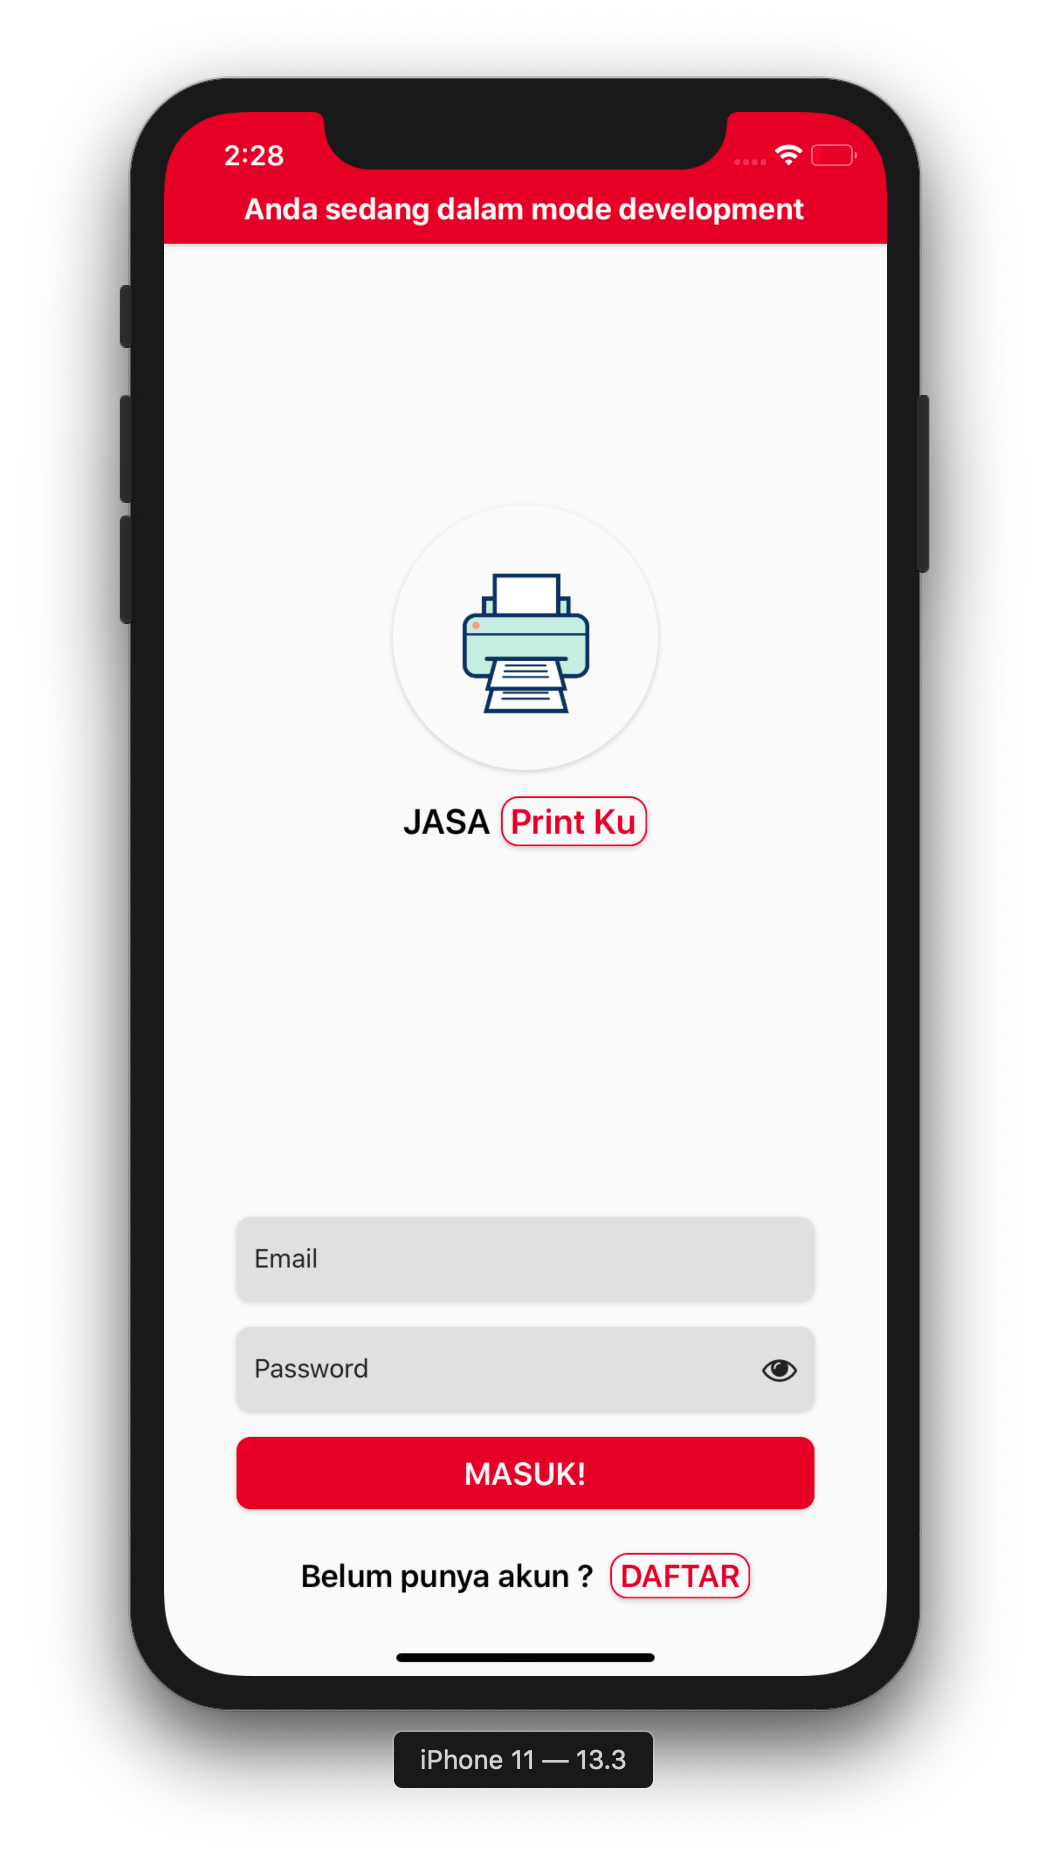 2:28
Anda sedang dalam mode development
JASA Print Ku
Email
Password
MASUK!
Belum punya akun ? DAFTAR
iPhone 11 — 13.3